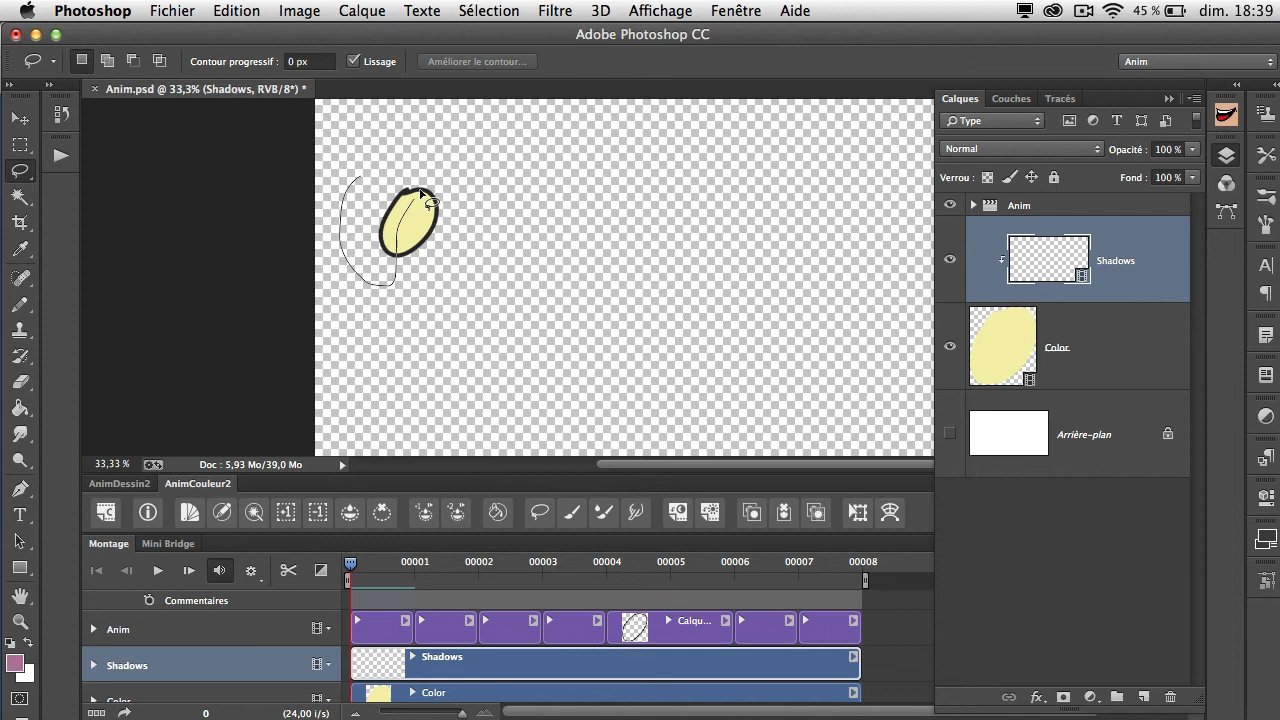 Photoshop Fichier Edition Image Calque Texte Sélection Filtre 3D Affichage Fenêtre Aide 45 % dim. 18:39
Adobe Photoshop CC
Contour progressif : 0 px Lissage Améliorer le contour... Anim
Anim.psd @ 33,3% (Shadows, RVB/8*) *
Calques Couches Tracés
Type
Normal Opacité : 100 %
Verrou : Fond : 100 %
Anim
Shadows
Color
Arrière-plan
33,33 % Doc : 5,93 Mo/39,0 Mo
AnimDessin2 AnimCouleur2
Montage Mini Bridge
00001 00002 00003 00004 00005 00006 00007 00008
Commentaires
Anim Calqu...
Shadows Shadows
Color Color
0 (24,00 i/s)